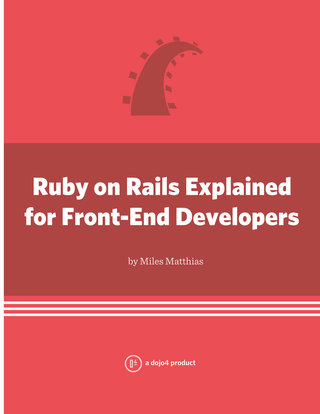 Ruby on Rails Explained
for Front-End Developers
by Miles Matthias
a dojo4 product